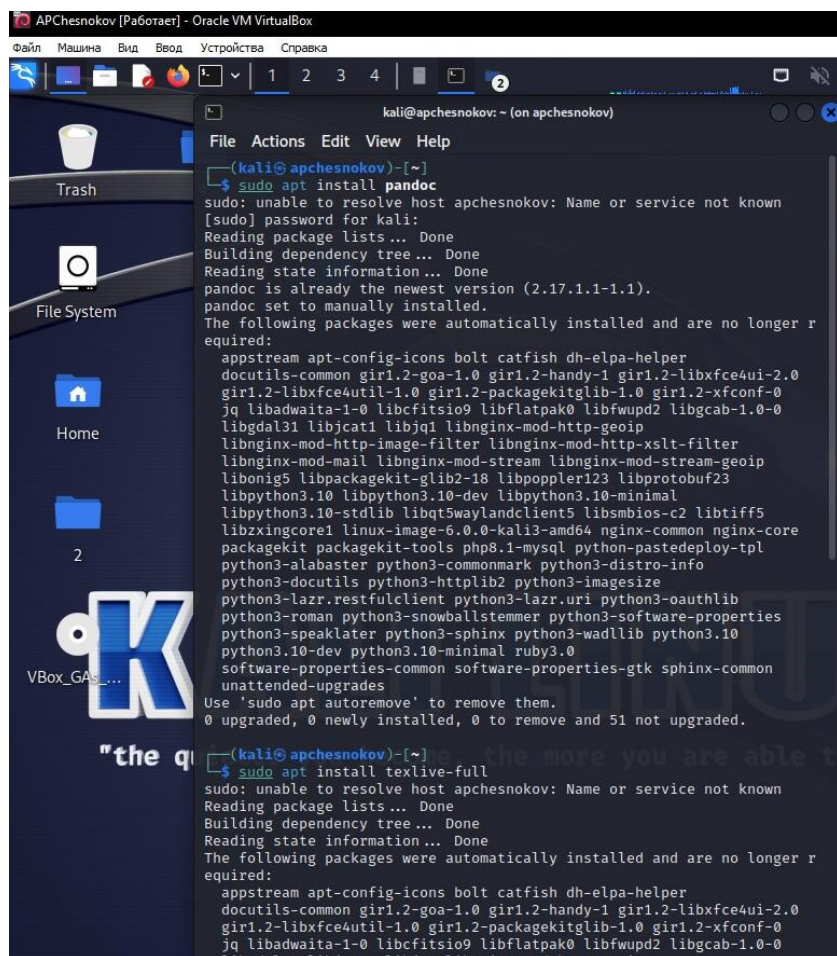 APChesnokov [Работает] - Oracle VM VirtualBox
Файл Машина Вид Ввод Устройства Справка
1 2 3 4 2
kali@apchesnokov: ~ (on apchesnokov)
File Actions Edit View Help
Trash
File System
Home
2
VBox_GAs_...
"the qu
the more you are able t
(kali㉿apchesnokov)-[~]
$ sudo apt install pandoc
sudo: unable to resolve host apchesnokov: Name or service not known
[sudo] password for kali:
Reading package lists... Done
Building dependency tree... Done
Reading state information... Done
pandoc is already the newest version (2.17.1.1-1.1).
pandoc set to manually installed.
The following packages were automatically installed and are no longer r
equired:
appstream apt-config-icons bolt catfish dh-elpa-helper
docutils-common gir1.2-goa-1.0 gir1.2-handy-1 gir1.2-libxfce4ui-2.0
gir1.2-libxfce4util-1.0 gir1.2-packagekitglib-1.0 gir1.2-xfconf-0
jq libadwaita-1-0 libcfitsio9 libflatpak0 libfwupd2 libgcab-1.0-0
libgdal31 libjcat1 libjq1 libnginx-mod-http-geoip
libnginx-mod-http-image-filter libnginx-mod-http-xslt-filter
libnginx-mod-mail libnginx-mod-stream libnginx-mod-stream-geoip
libonig5 libpackagekit-glib2-18 libpoppler123 libprotobuf23
libpython3.10 libpython3.10-dev libpython3.10-minimal
libpython3.10-stdlib libqt5waylandclient5 libsmbios-c2 libtiff5
libzxingcore1 linux-image-6.0.0-kali3-amd64 nginx-common nginx-core
packagekit packagekit-tools php8.1-mysql python-pastedeploy-tpl
python3-alabaster python3-commonmark python3-distro-info
python3-docutils python3-httplib2 python3-imagesize
python3-lazr.restfulclient python3-lazr.uri python3-oauthlib
python3-roman python3-snowballstemmer python3-software-properties
python3-speaklater python3-sphinx python3-wadllib python3.10
python3.10-dev python3.10-minimal ruby3.0
software-properties-common software-properties-gtk sphinx-common
unattended-upgrades
Use 'sudo apt autoremove' to remove them.
0 upgraded, 0 newly installed, 0 to remove and 51 not upgraded.
(kali㉿apchesnokov)-[~]
$ sudo apt install texlive-full
sudo: unable to resolve host apchesnokov: Name or service not known
Reading package lists... Done
Building dependency tree... Done
Reading state information... Done
The following packages were automatically installed and are no longer r
equired:
appstream apt-config-icons bolt catfish dh-elpa-helper
docutils-common gir1.2-goa-1.0 gir1.2-handy-1 gir1.2-libxfce4ui-2.0
gir1.2-libxfce4util-1.0 gir1.2-packagekitglib-1.0 gir1.2-xfconf-0
jq libadwaita-1-0 libcfitsio9 libflatpak0 libfwupd2 libgcab-1.0-0